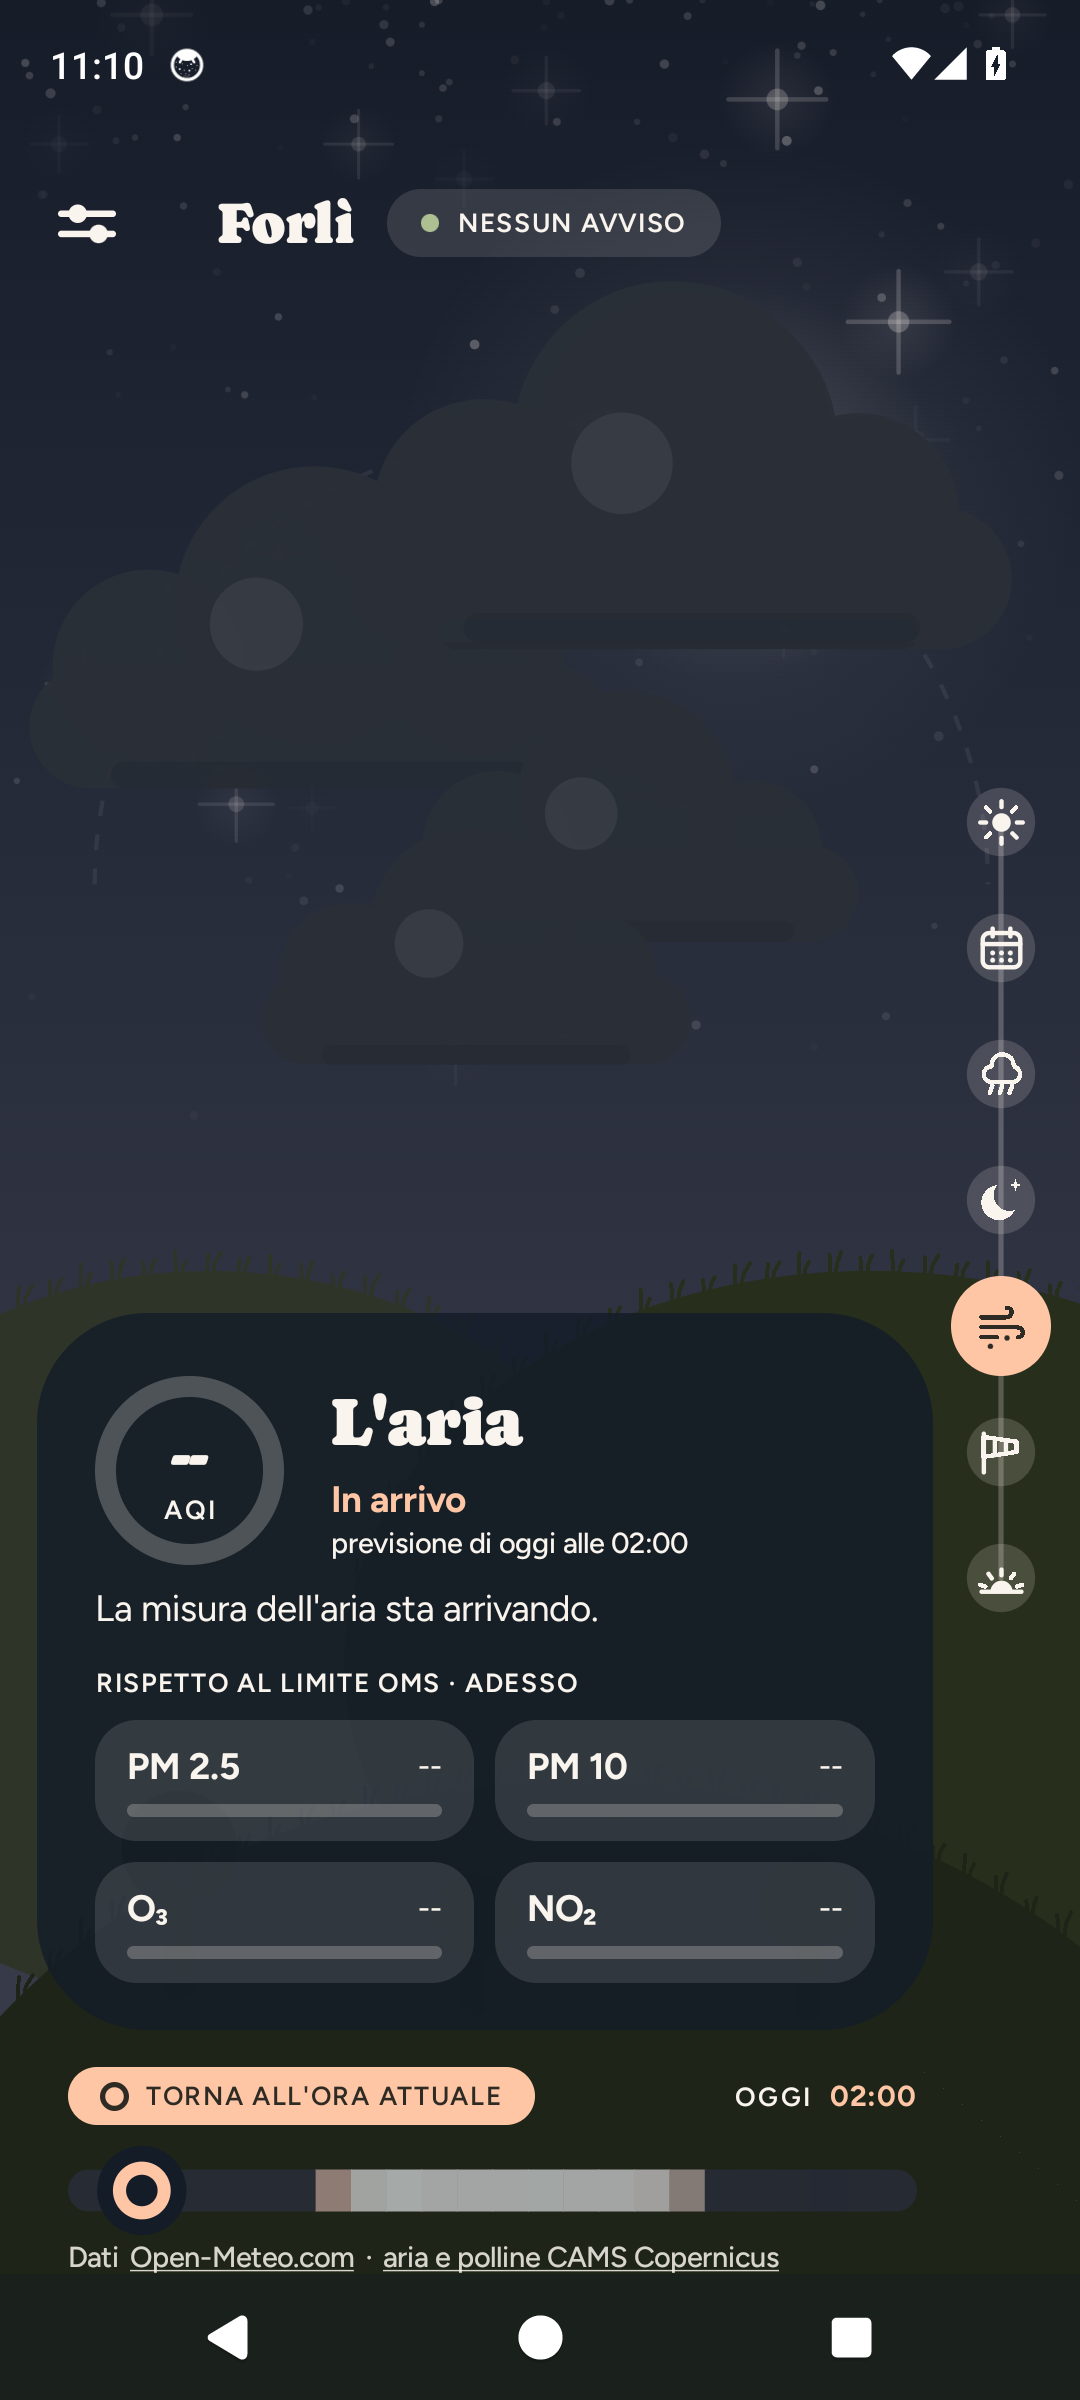 11:10
Forlì
NESSUN AVVISO
--
AQI
L'aria
In arrivo
previsione di oggi alle 02:00
La misura dell'aria sta arrivando.
RISPETTO AL LIMITE OMS · ADESSO
PM 2.5 --
PM 10 --
O₃ --
NO₂ --
TORNA ALL'ORA ATTUALE
OGGI 02:00
Dati Open-Meteo.com · aria e polline CAMS Copernicus